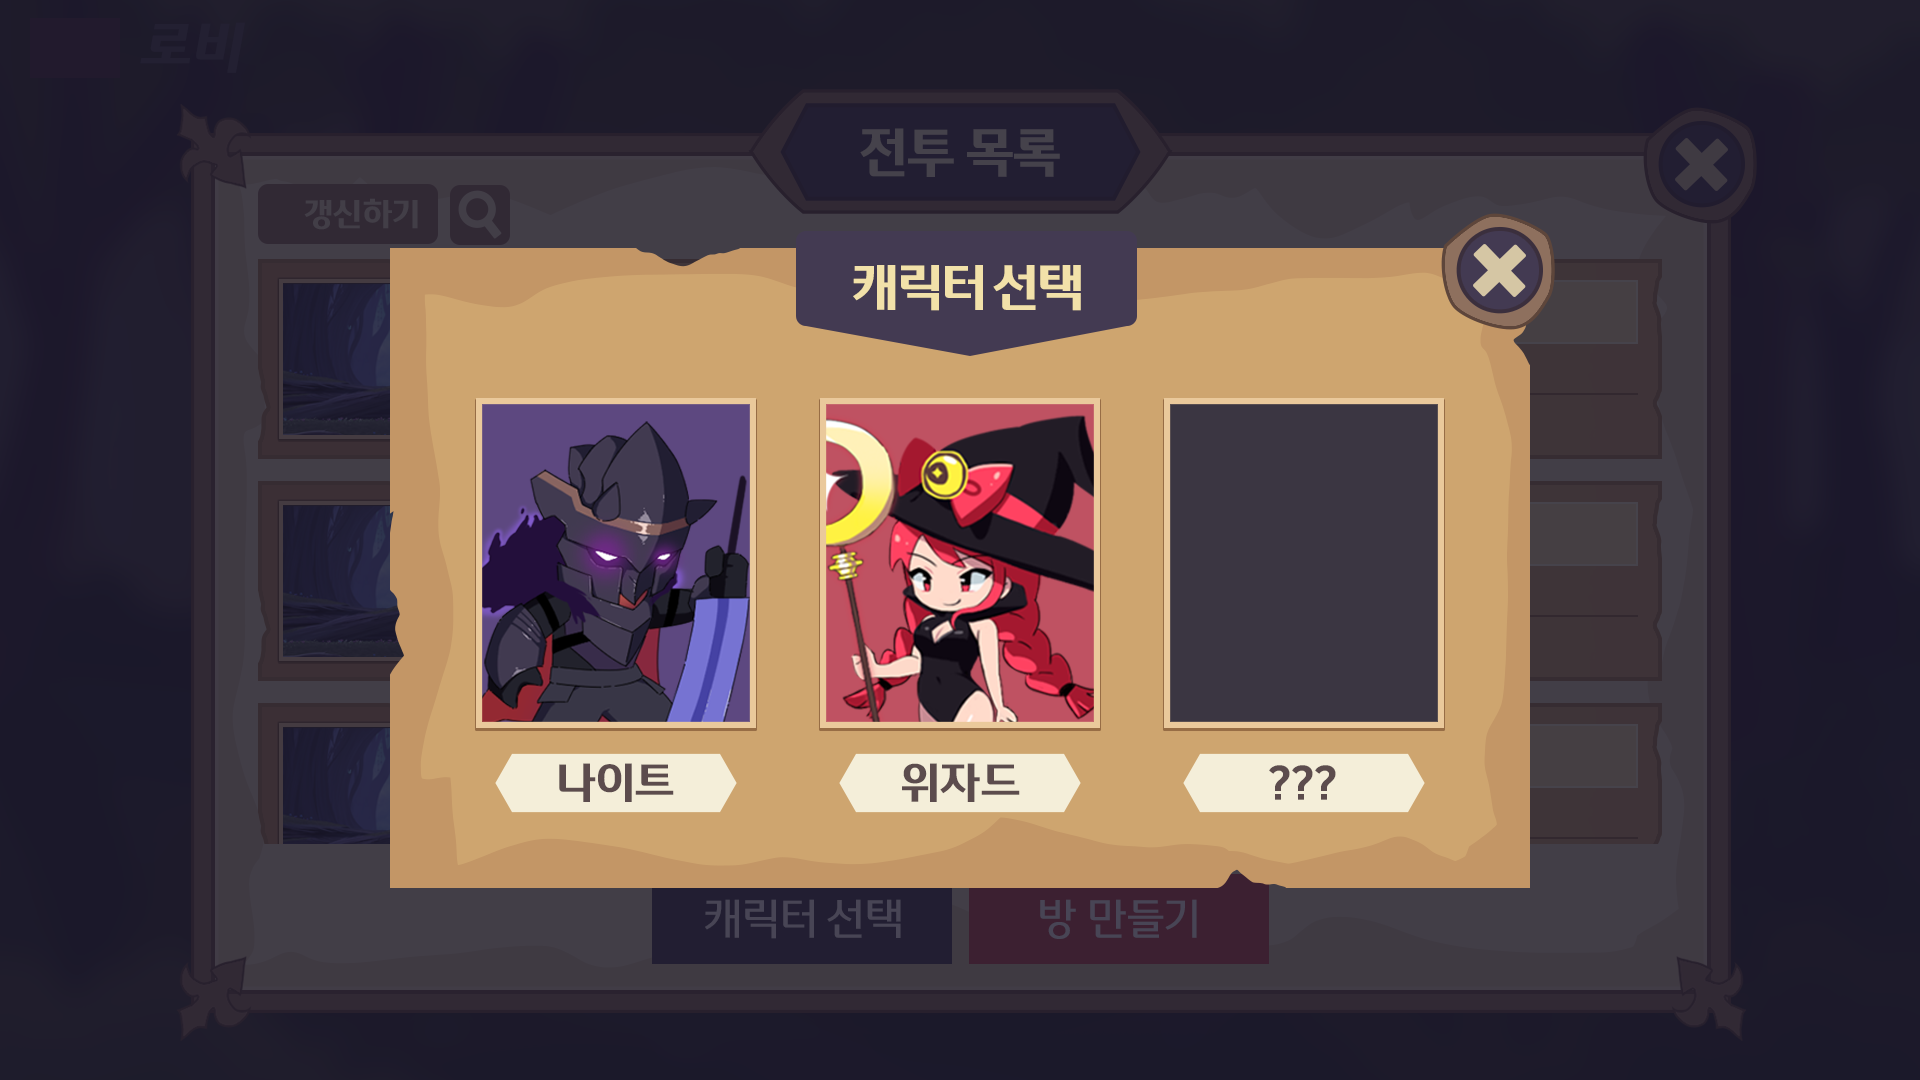 로비
전투 목록
갱신하기
캐릭터 선택
나이트
위자드
???
캐릭터 선택
방 만들기